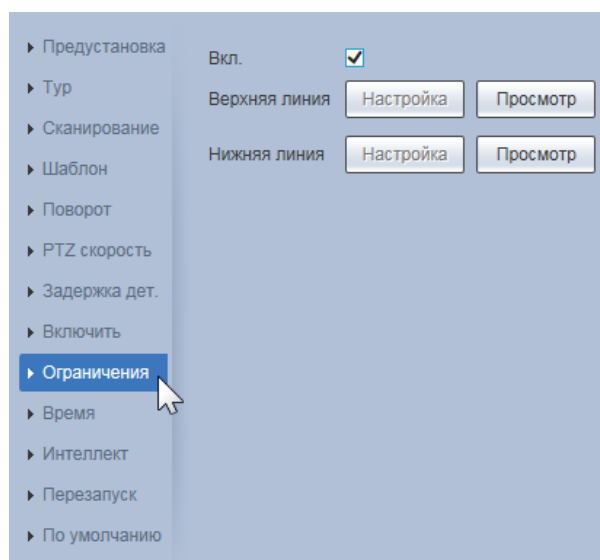 Предустановка
Тур
Сканирование
Шаблон
Поворот
PTZ скорость
Задержка дет.
Включить
Ограничения
Время
Интеллект
Перезапуск
По умолчанию
Вкл.
Верхняя линия Настройка Просмотр
Нижняя линия Настройка Просмотр